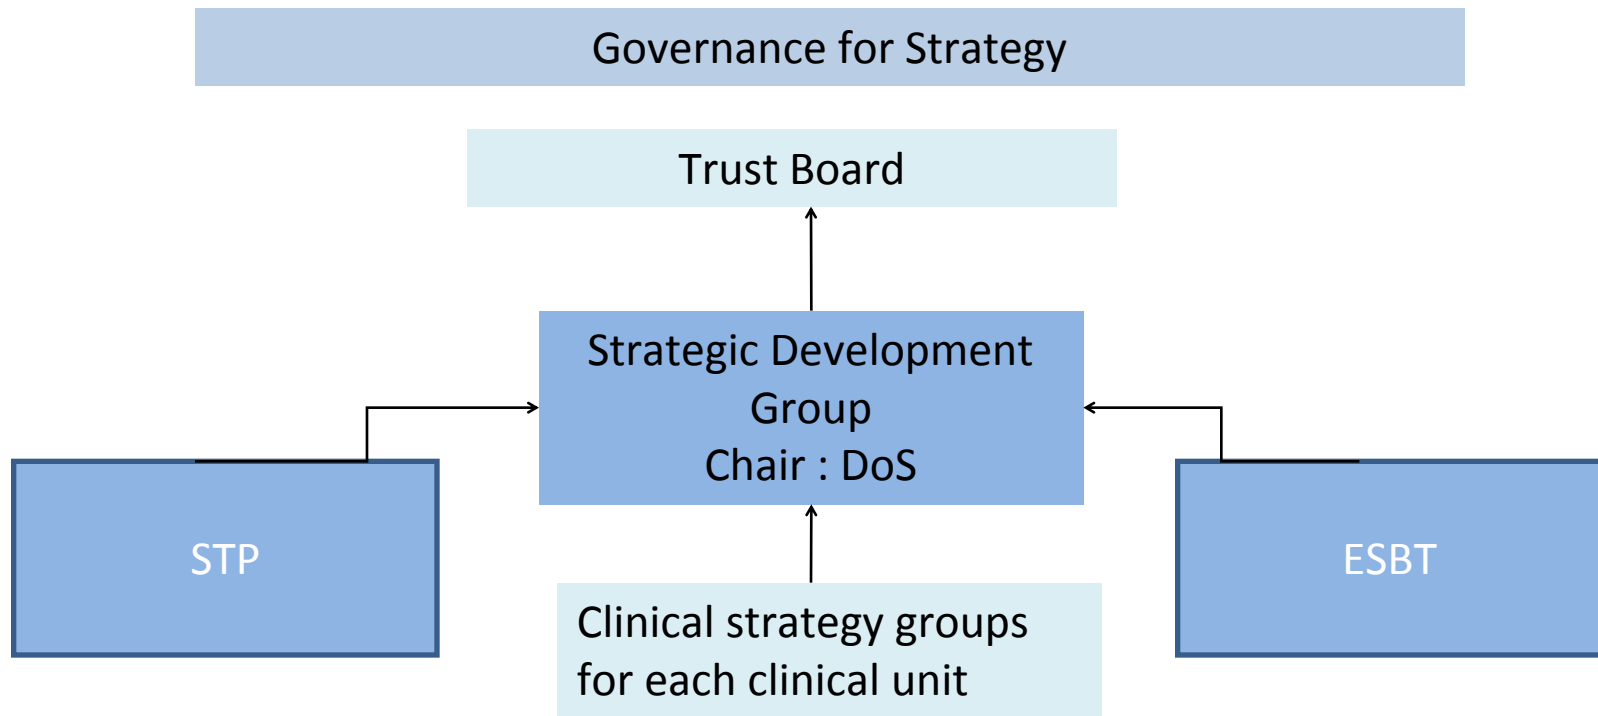 Governance for Strategy
Trust Board
Strategic Development
Group
Chair : DoS
STP
ESBT
Clinical strategy groups
for each clinical unit